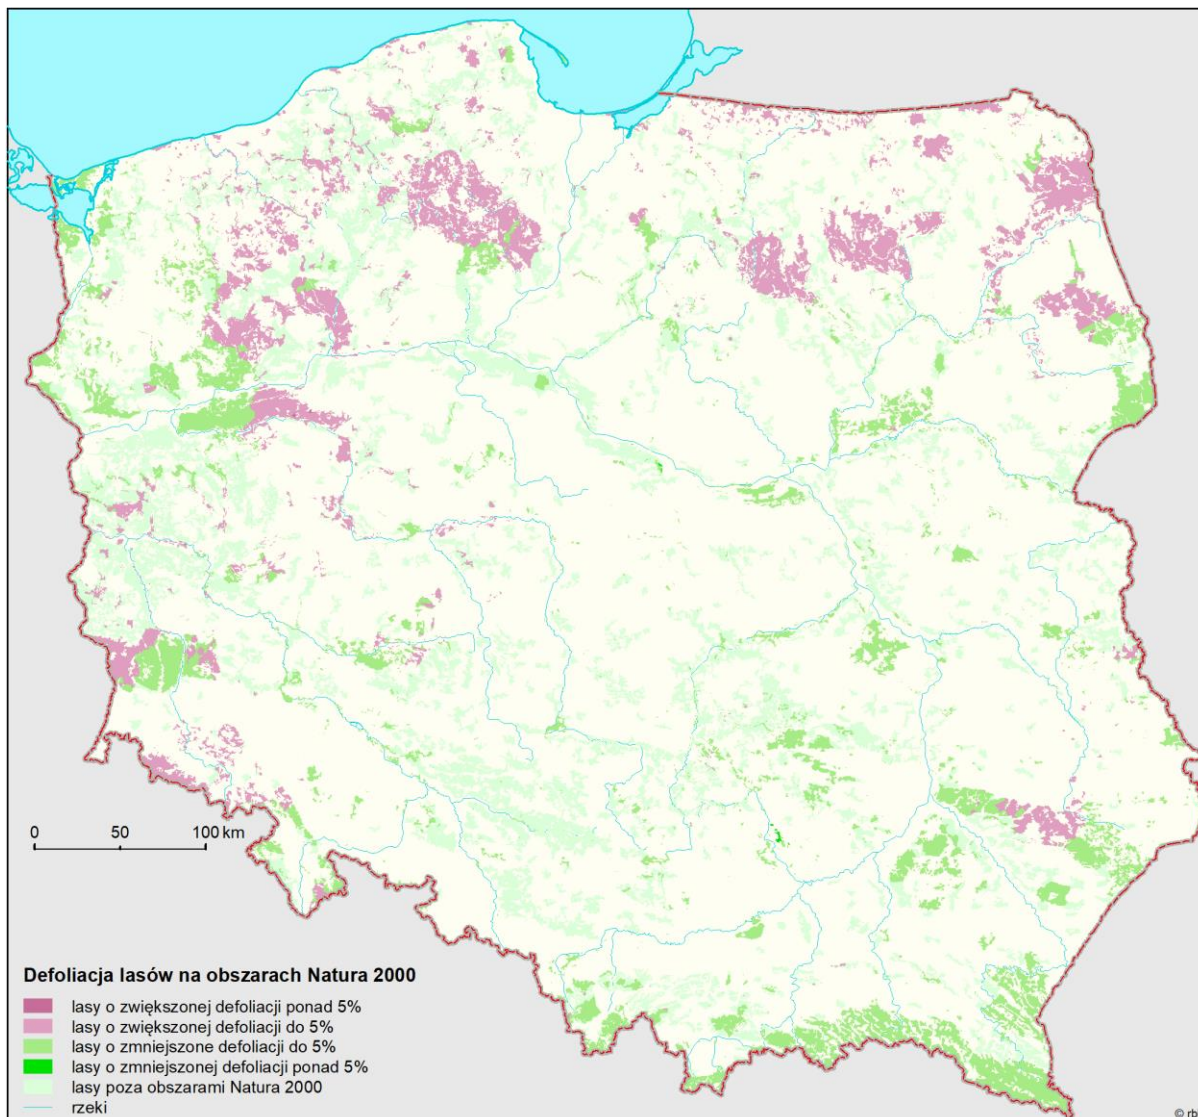 0 50 100 km
Defoliacja lasów na obszarach Natura 2000
lasy o zwiększonej defoliacji ponad 5%
lasy o zwiększonej defoliacji do 5%
lasy o zmniejszone defoliacji do 5%
lasy o zmniejszonej defoliacji ponad 5%
lasy poza obszarami Natura 2000
rzeki
© rb